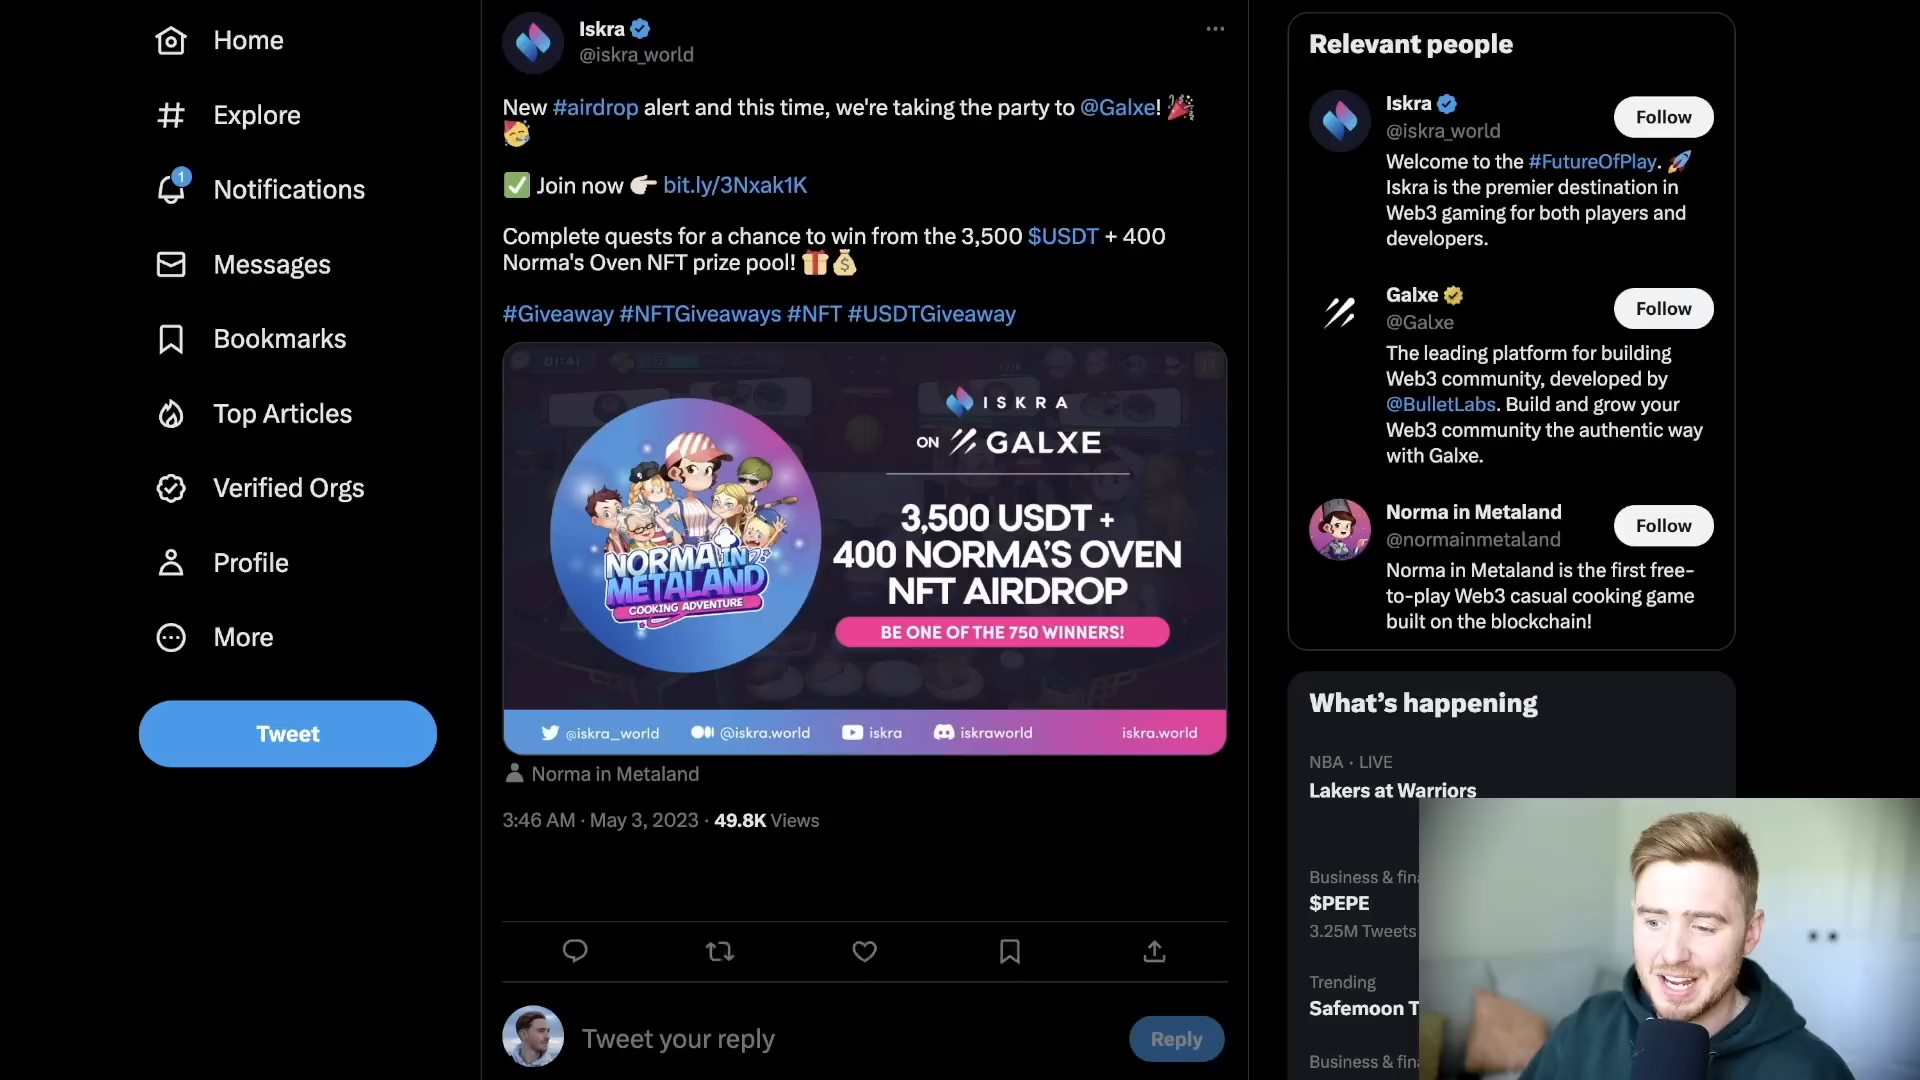 Home
Explore
1
Notifications
Messages
Bookmarks
Top Articles
Verified Orgs
Profile
More
Tweet
Iskra
@iskra_world
New #airdrop alert and this time, we're taking the party to @Galxe! 🎉
🥳
✅ Join now 👉🏻 bit.ly/3Nxak1K
Complete quests for a chance to win from the 3,500 $USDT + 400
Norma's Oven NFT prize pool! 🎁💰
#Giveaway #NFTGiveaways #NFT #USDTGiveaway
01:41
ISKRA
ON GALXE
NORMA IN
METALAND
COOKING ADVENTURE
3,500 USDT +
400 NORMA'S OVEN
NFT AIRDROP
BE ONE OF THE 750 WINNERS!
@iskra_world @iskra.world iskra iskraworld iskra.world
Norma in Metaland
3:46 AM · May 3, 2023 · 49.8K Views
Tweet your reply
Reply
Relevant people
Iskra
@iskra_world
Follow
Welcome to the #FutureOfPlay. 🚀
Iskra is the premier destination in
Web3 gaming for both players and
developers.
Galxe
@Galxe
Follow
The leading platform for building
Web3 community, developed by
@BulletLabs. Build and grow your
Web3 community the authentic way
with Galxe.
Norma in Metaland
@normainmetaland
Follow
Norma in Metaland is the first free-
to-play Web3 casual cooking game
built on the blockchain!
What's happening
NBA · LIVE
Lakers at Warriors
Business & fin
$PEPE
3.25M Tweets
Trending
Safemoon T
Business & fin